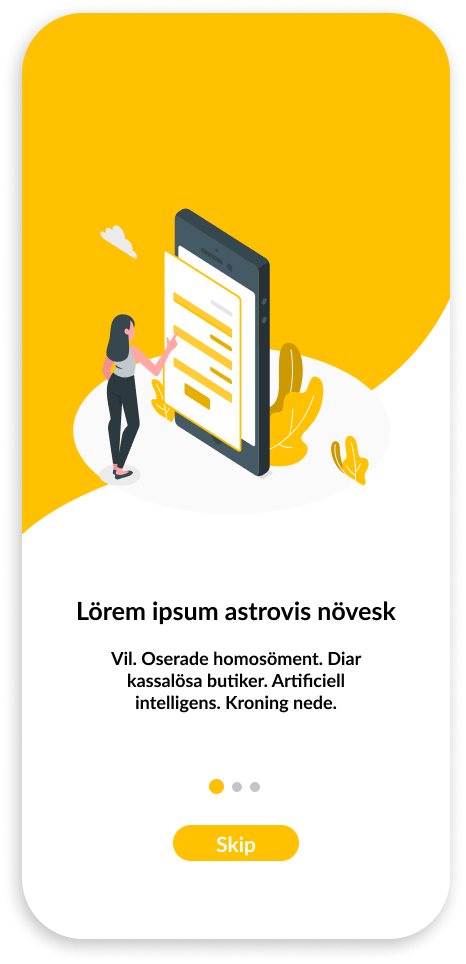 Lörem ipsum astrovis növesk
Vil. Oserade homosöment. Diar
kassalösa butiker. Artificiell
intelligens. Kroning nede.
Skip